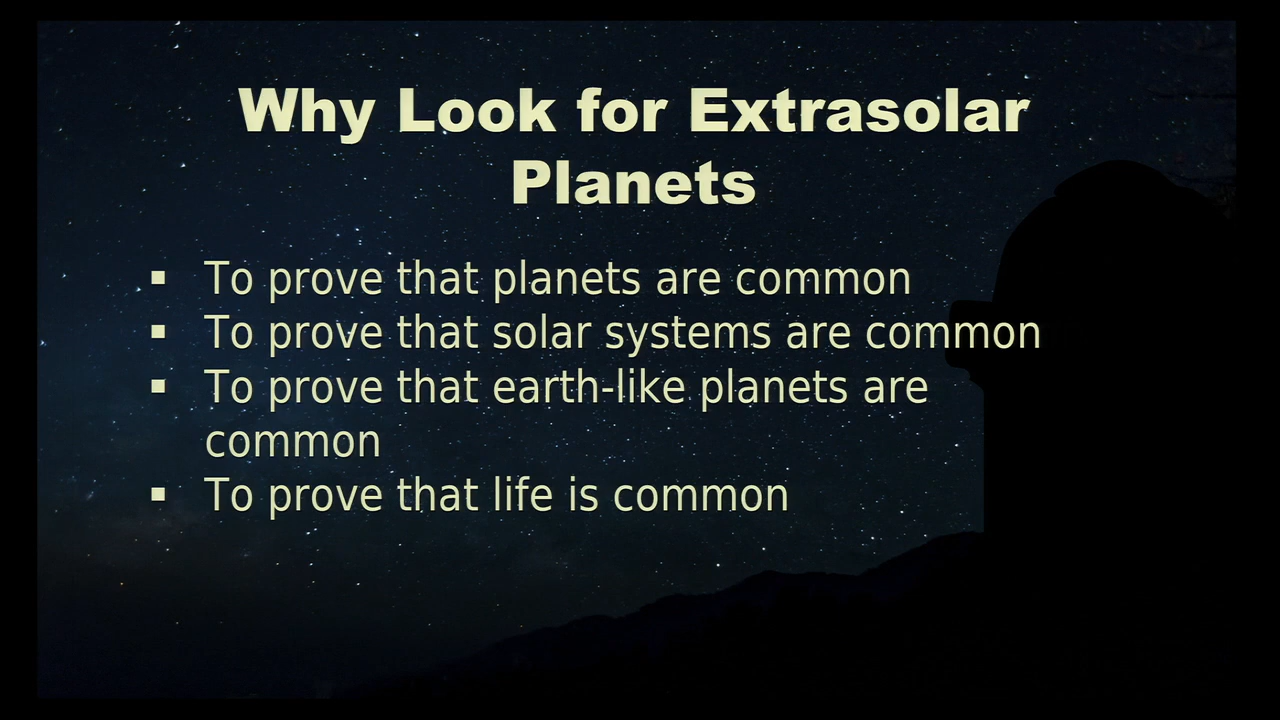 Why Look for Extrasolar
Planets
▪ To prove that planets are common
▪ To prove that solar systems are common
▪ To prove that earth-like planets are
common
▪ To prove that life is common